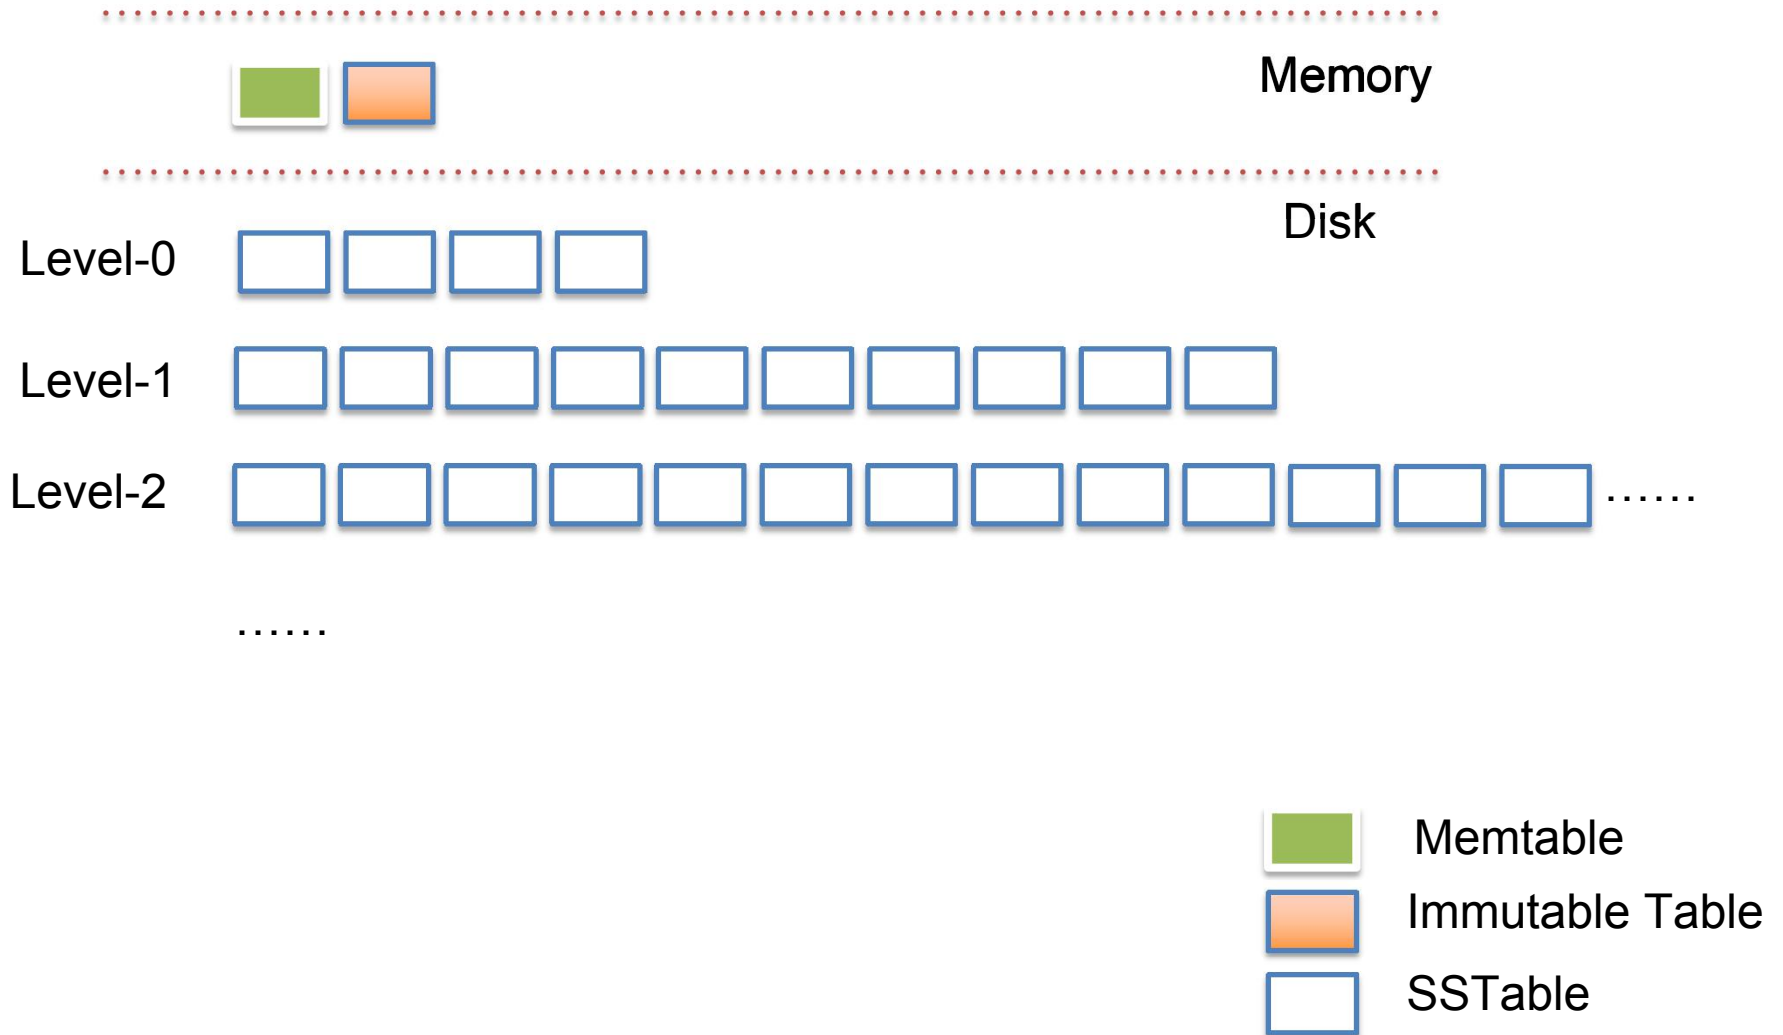 Memory
Disk
Level-0
Level-1
Level-2 ......
......
Memtable
Immutable Table
SSTable